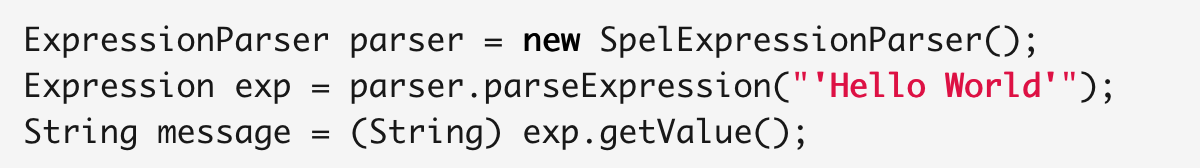 ExpressionParser parser = new SpelExpressionParser();
Expression exp = parser.parseExpression("'Hello World'");
String message = (String) exp.getValue();